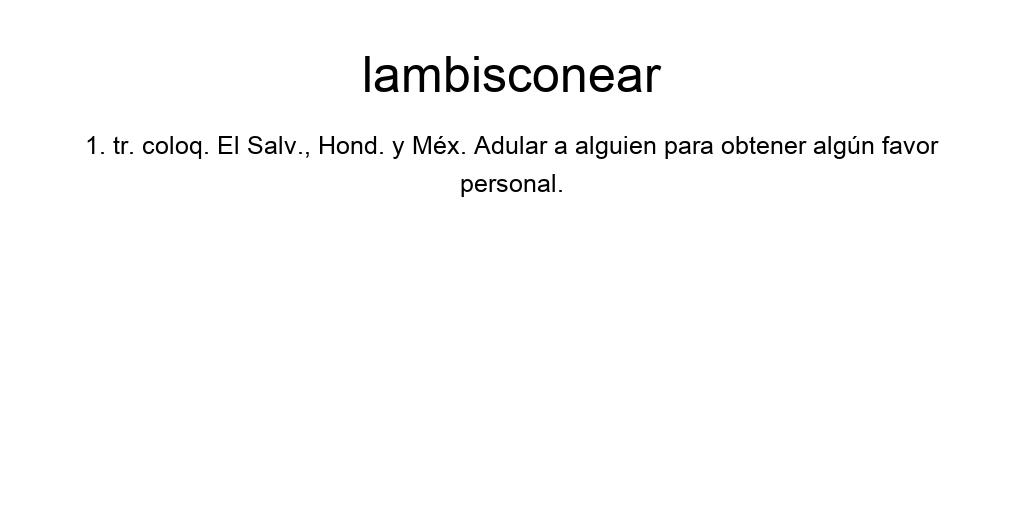 lambisconear
1. tr. coloq. El Salv., Hond. y Méx. Adular a alguien para obtener algún favor
personal.